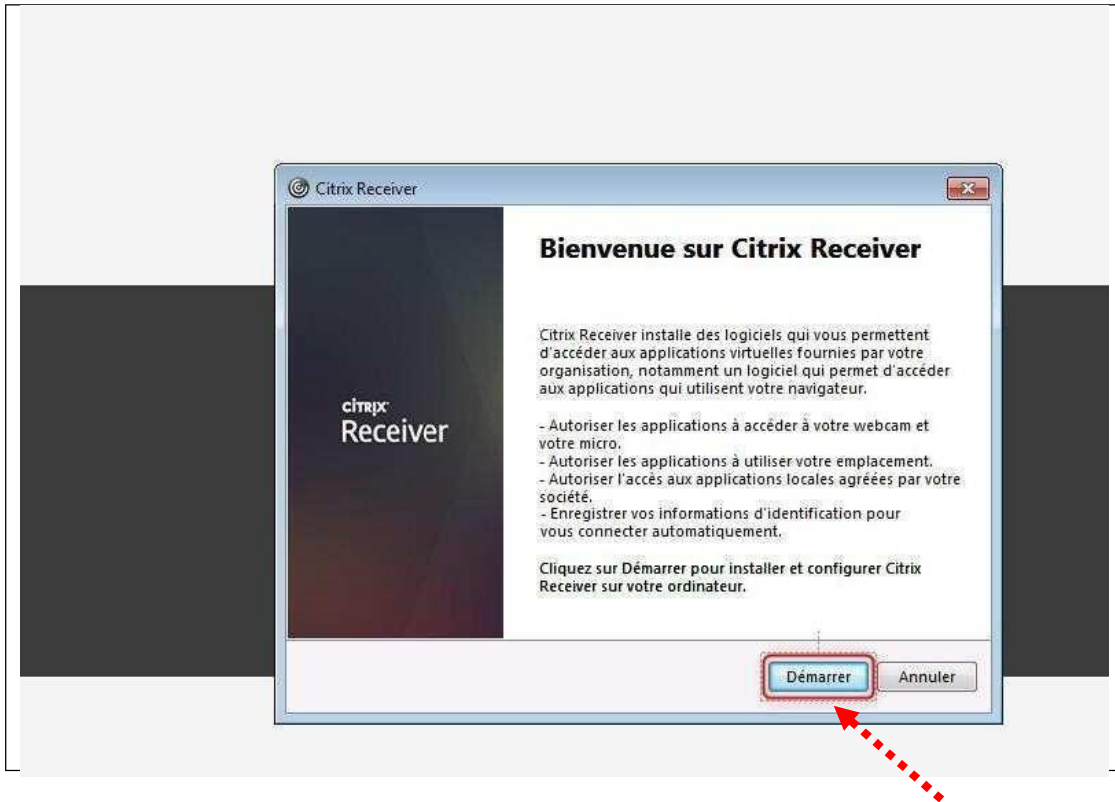 Citrix Receiver
Bienvenue sur Citrix Receiver
Citrix Receiver installe des logiciels qui vous permettent
d'accéder aux applications virtuelles fournies par votre
organisation, notamment un logiciel qui permet d'accéder
aux applications qui utilisent votre navigateur.
- Autoriser les applications à accéder à votre webcam et
votre micro.
- Autoriser les applications à utiliser votre emplacement.
- Autoriser l'accès aux applications locales agréées par votre
société.
- Enregistrer vos informations d'identification pour
vous connecter automatiquement.
Cliquez sur Démarrer pour installer et configurer Citrix
Receiver sur votre ordinateur.
CITRIX
Receiver
Démarrer
Annuler